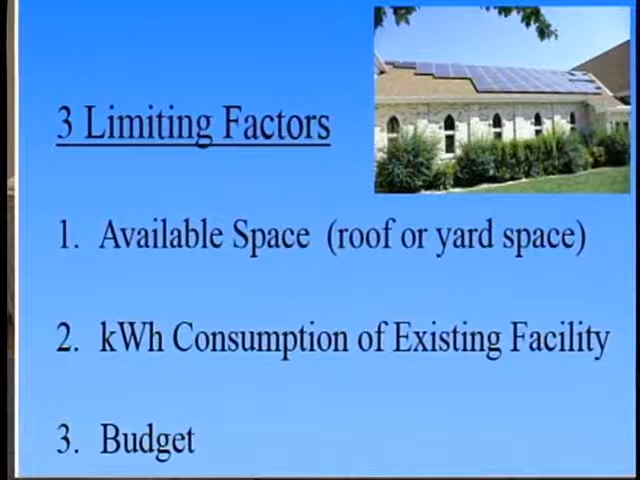 3 Limiting Factors
1. Available Space (roof or yard space)
2. kWh Consumption of Existing Facility
3. Budget